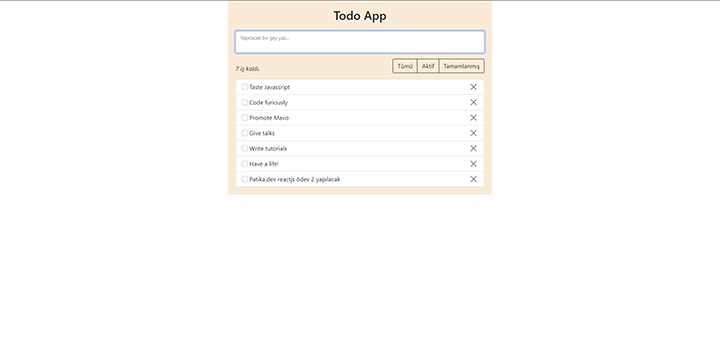 Todo App
Yapılacak bir şey yaz...
7 iş kaldı.
Tümü Aktif Tamamlanmış
Taste Javascript
Code furiously
Promote Mavo
Give talks
Write tutorials
Have a life!
Patika.dev reactjs ödev 2 yapılacak